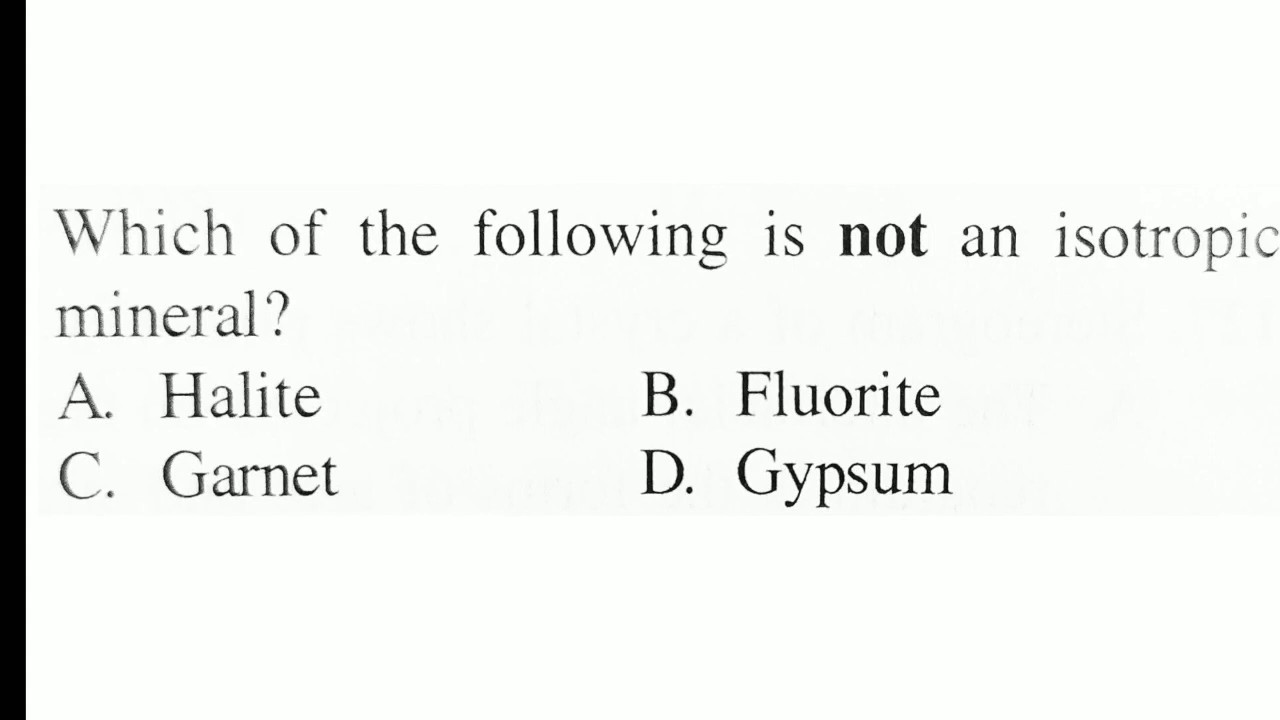 Which of the following is not an isotropic
mineral?
A. Halite B. Fluorite
C. Garnet D. Gypsum